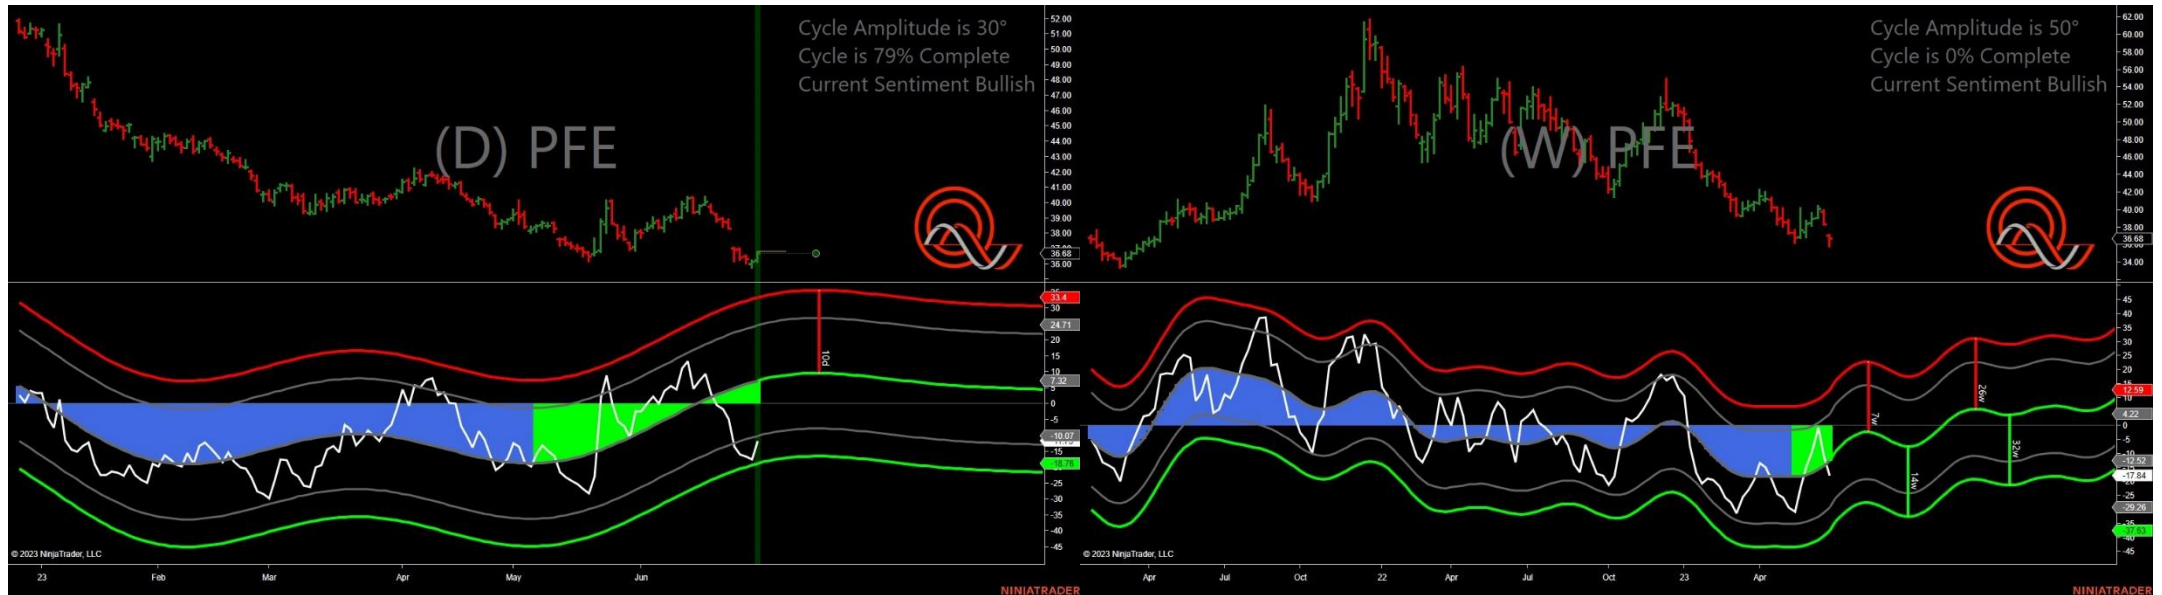 Cycle Amplitude is 30°
Cycle is 79% Complete
Current Sentiment Bullish
(D) PFE
52.00
51.00
50.00
49.00
48.00
47.00
46.00
45.00
44.00
43.00
42.00
41.00
40.00
39.00
38.00
36.68
36.00
33.4
30
24.71
20
15
10
7.32
0
-5
-10.07
-15
-18.76
-25
-30
-35
-40
-45
10d
© 2023 NinjaTrader, LLC
23
Feb
Mar
Apr
May
Jun
NINJATRADER
Cycle Amplitude is 50°
Cycle is 0% Complete
Current Sentiment Bullish
(W) PFE
62.00
60.00
58.00
56.00
54.00
52.00
50.00
48.00
46.00
44.00
42.00
40.00
38.00
36.68
34.00
45
40
35
30
25
20
15
12.59
10
4.22
0
-5
-12.52
-17.84
-25
-29.26
-37.63
-40
-45
7w
14w
26w
32w
© 2023 NinjaTrader, LLC
Apr
Jul
Oct
22
Apr
Jul
Oct
23
Apr
NINJATRADER